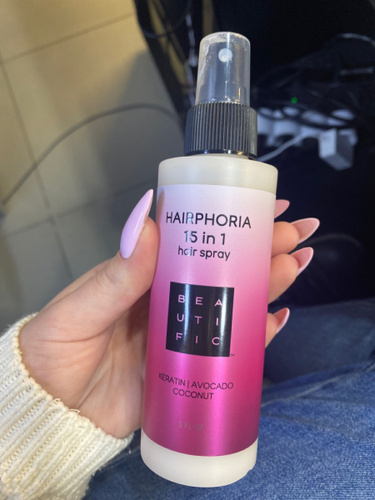 HAIRPHORIA
15 in 1
hair spray
BEA
UTI
FIC
KERATIN | AVOCADO
COCONUT